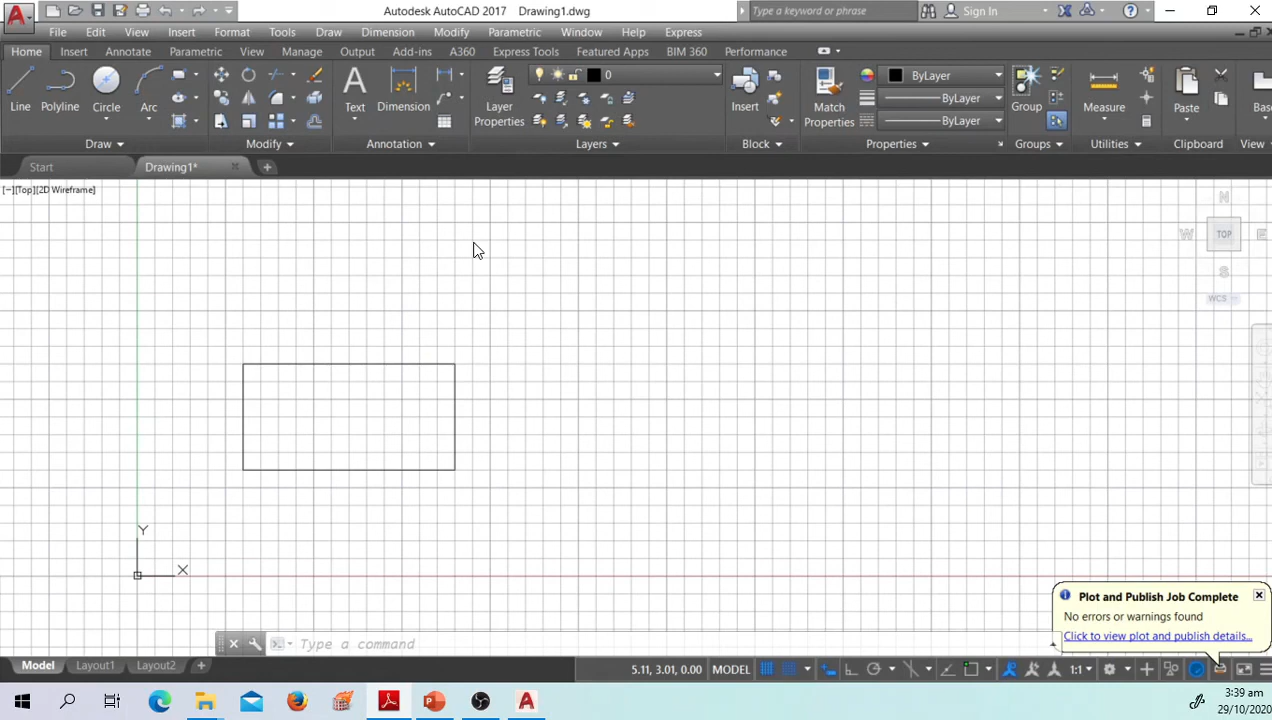 Autodesk AutoCAD 2017 Drawing1.dwg
Type a keyword or phrase
Sign In
File Edit View Insert Format Tools Draw Dimension Modify Parametric Window Help Express
Home Insert Annotate Parametric View Manage Output Add-ins A360 Express Tools Featured Apps BIM 360 Performance
Line Polyline Circle Arc
Text Dimension
Layer Properties
0
Insert
Match Properties
ByLayer
ByLayer
ByLayer
Group
Measure
Paste
Draw Modify Annotation Layers Block Properties Groups Utilities Clipboard View
Start Drawing1*
[−][Top][2D Wireframe]
N
W TOP E
S
WCS
Y
X
Plot and Publish Job Complete
No errors or warnings found
Click to view plot and publish details...
Type a command
Model Layout1 Layout2
5.11, 3.01, 0.00 MODEL
1:1
3:39 am
29/10/2020